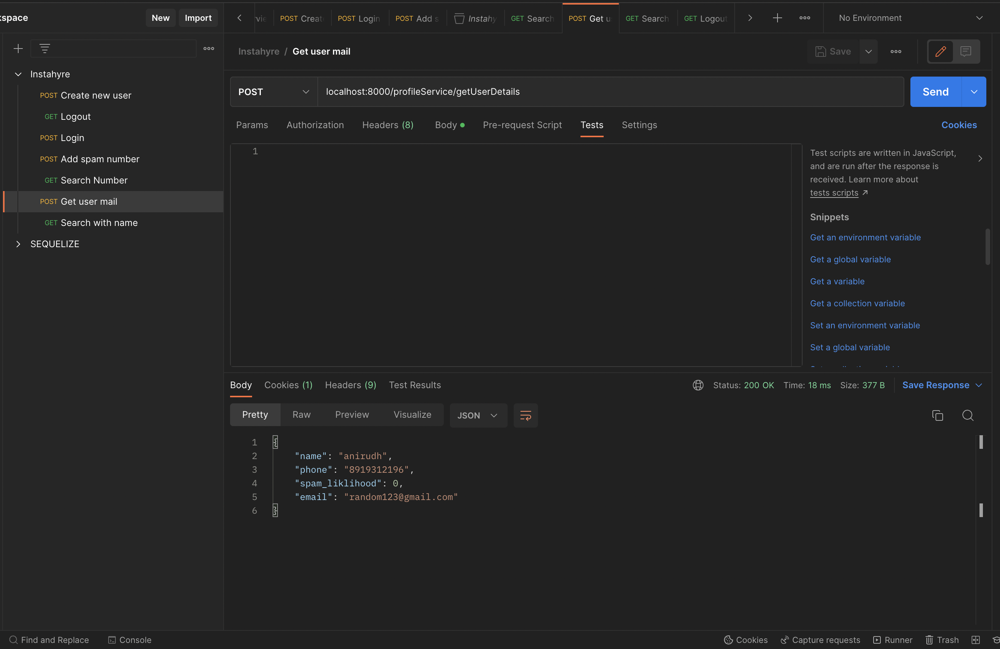 kspace
New
Import
POST Creat
POST Login
POST Add s
Instahy
GET Search
POST Get u
GET Search
GET Logout
No Environment
Instahyre
POST Create new user
GET Logout
POST Login
POST Add spam number
GET Search Number
POST Get user mail
GET Search with name
SEQUELIZE
Instahyre / Get user mail
Save
POST
localhost:8000/profileService/getUserDetails
Send
Params
Authorization
Headers (8)
Body
Pre-request Script
Tests
Settings
Cookies
1
Test scripts are written in JavaScript,
and are run after the response is
received. Learn more about
tests scripts
Snippets
Get an environment variable
Get a global variable
Get a variable
Get a collection variable
Set an environment variable
Set a global variable
Body
Cookies (1)
Headers (9)
Test Results
Status: 200 OK
Time: 18 ms
Size: 377 B
Save Response
Pretty
Raw
Preview
Visualize
JSON
1 {
2 "name": "anirudh",
3 "phone": "8919312196",
4 "spam_liklihood": 0,
5 "email": "random123@gmail.com"
6 }
Find and Replace
Console
Cookies
Capture requests
Runner
Trash